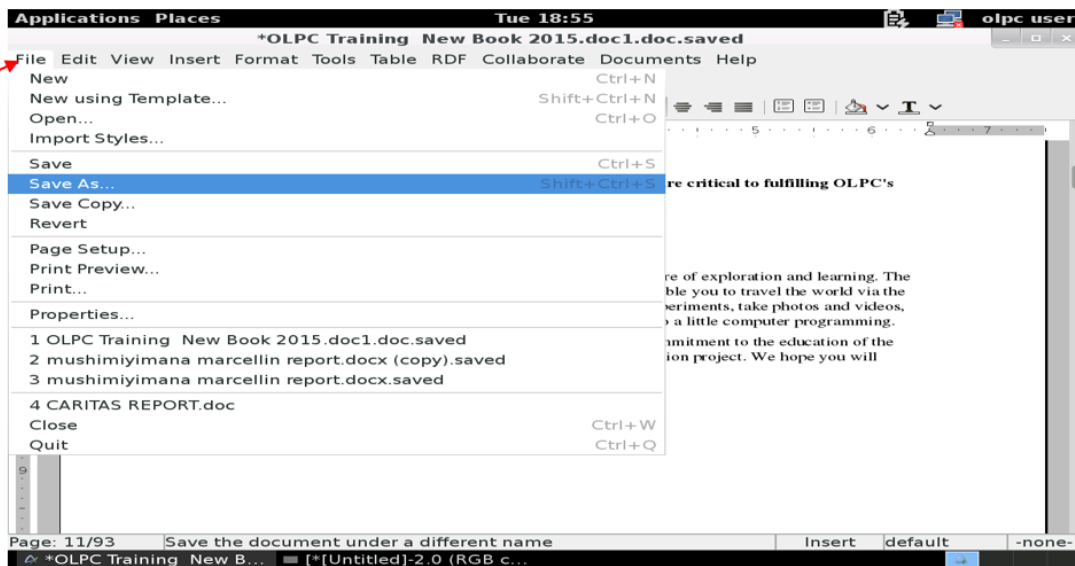 Applications Places Tue 18:55 olpc user
*OLPC Training New Book 2015.doc1.doc.saved
File Edit View Insert Format Tools Table RDF Collaborate Documents Help
New Ctrl+N
New using Template... Shift+Ctrl+N
Open... Ctrl+O
Import Styles...
5 6 7
Save Ctrl+S
Save As... Shift+Ctrl+S re critical to fulfilling OLPC's
Save Copy...
Revert
Page Setup...
Print Preview... re of exploration and learning. The
Print... ble you to travel the world via the
periments, take photos and videos,
Properties... a little computer programming.
1 OLPC Training New Book 2015.doc1.doc.saved mmitment to the education of the
2 mushimiyimana marcellin report.docx (copy).saved ion project. We hope you will
3 mushimiyimana marcellin report.docx.saved
4 CARITAS REPORT.doc
Close Ctrl+W
Quit Ctrl+Q
9
Page: 11/93 Save the document under a different name Insert default -none-
*OLPC Training New B... [*[Untitled]-2.0 (RGB c...